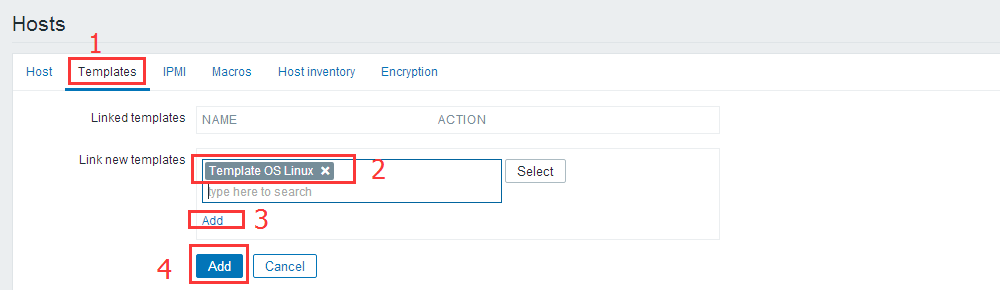 Hosts
1
Host Templates IPMI Macros Host inventory Encryption
Linked templates NAME ACTION
Link new templates Template OS Linux × 2 Select
type here to search
Add 3
4 Add Cancel